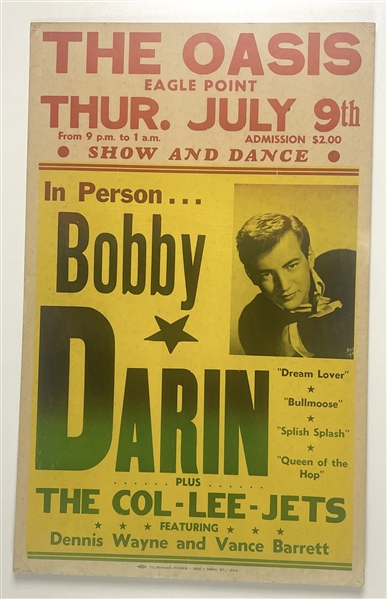 THE OASIS
EAGLE POINT
THUR. JULY 9th
From 9 p.m. to 1 a.m. ADMISSION $2.00
• SHOW AND DANCE •
In Person . . .
Bobby
DARIN
"Dream Lover"
"Bullmoose"
"Splish Splash"
"Queen of the
Hop"
. . . . . . PLUS . . . . . .
THE COL-LEE-JETS
FEATURING
Dennis Wayne and Vance Barrett